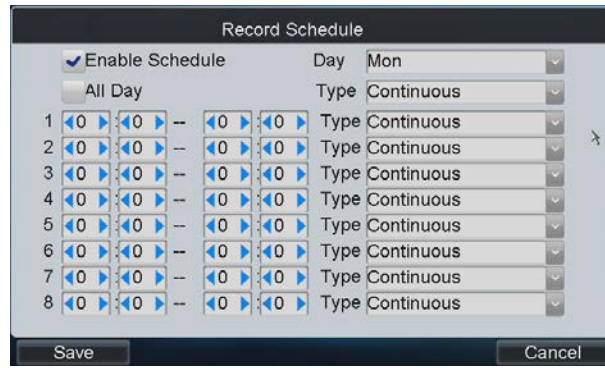 Record Schedule
Enable Schedule Day Mon
All Day Type Continuous
1 0 : 0 -- 0 : 0 Type Continuous
2 0 : 0 -- 0 : 0 Type Continuous
3 0 : 0 -- 0 : 0 Type Continuous
4 0 : 0 -- 0 : 0 Type Continuous
5 0 : 0 -- 0 : 0 Type Continuous
6 0 : 0 -- 0 : 0 Type Continuous
7 0 : 0 -- 0 : 0 Type Continuous
8 0 : 0 -- 0 : 0 Type Continuous
Save Cancel